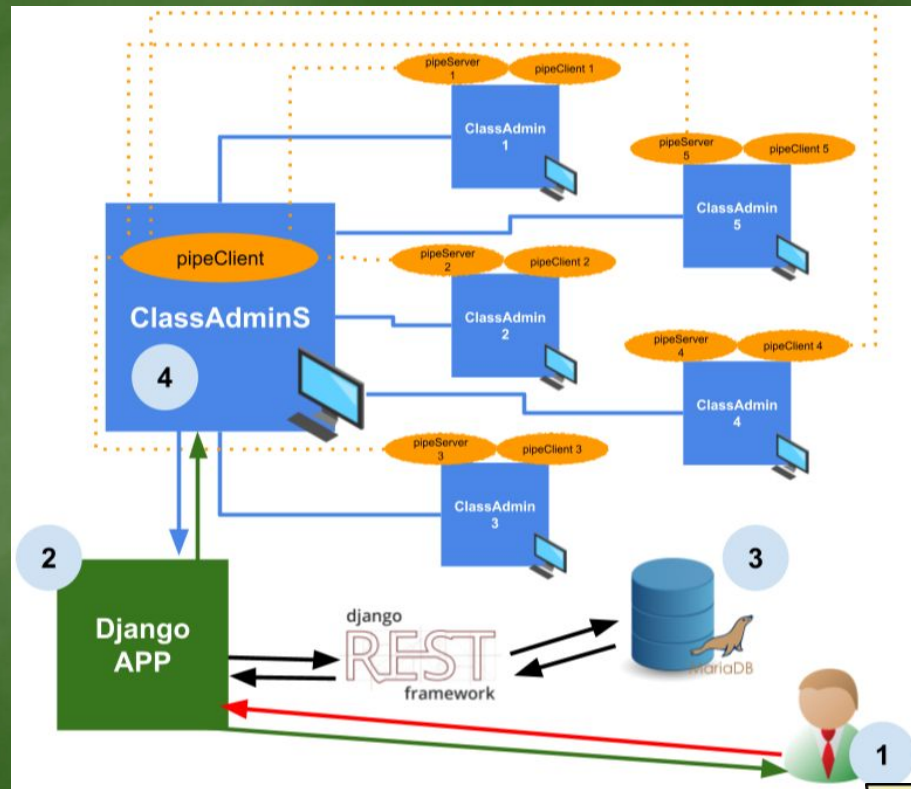 pipeServer
1
pipeClient 1
ClassAdmin
1
pipeServer
5
pipeClient 5
ClassAdmin
5
pipeClient
ClassAdminS
4
pipeServer
2
pipeClient 2
ClassAdmin
2
pipeServer
4
pipeClient 4
ClassAdmin
4
pipeServer
3
pipeClient 3
ClassAdmin
3
2
Django
APP
django
REST
framework
3
MariaDB
1